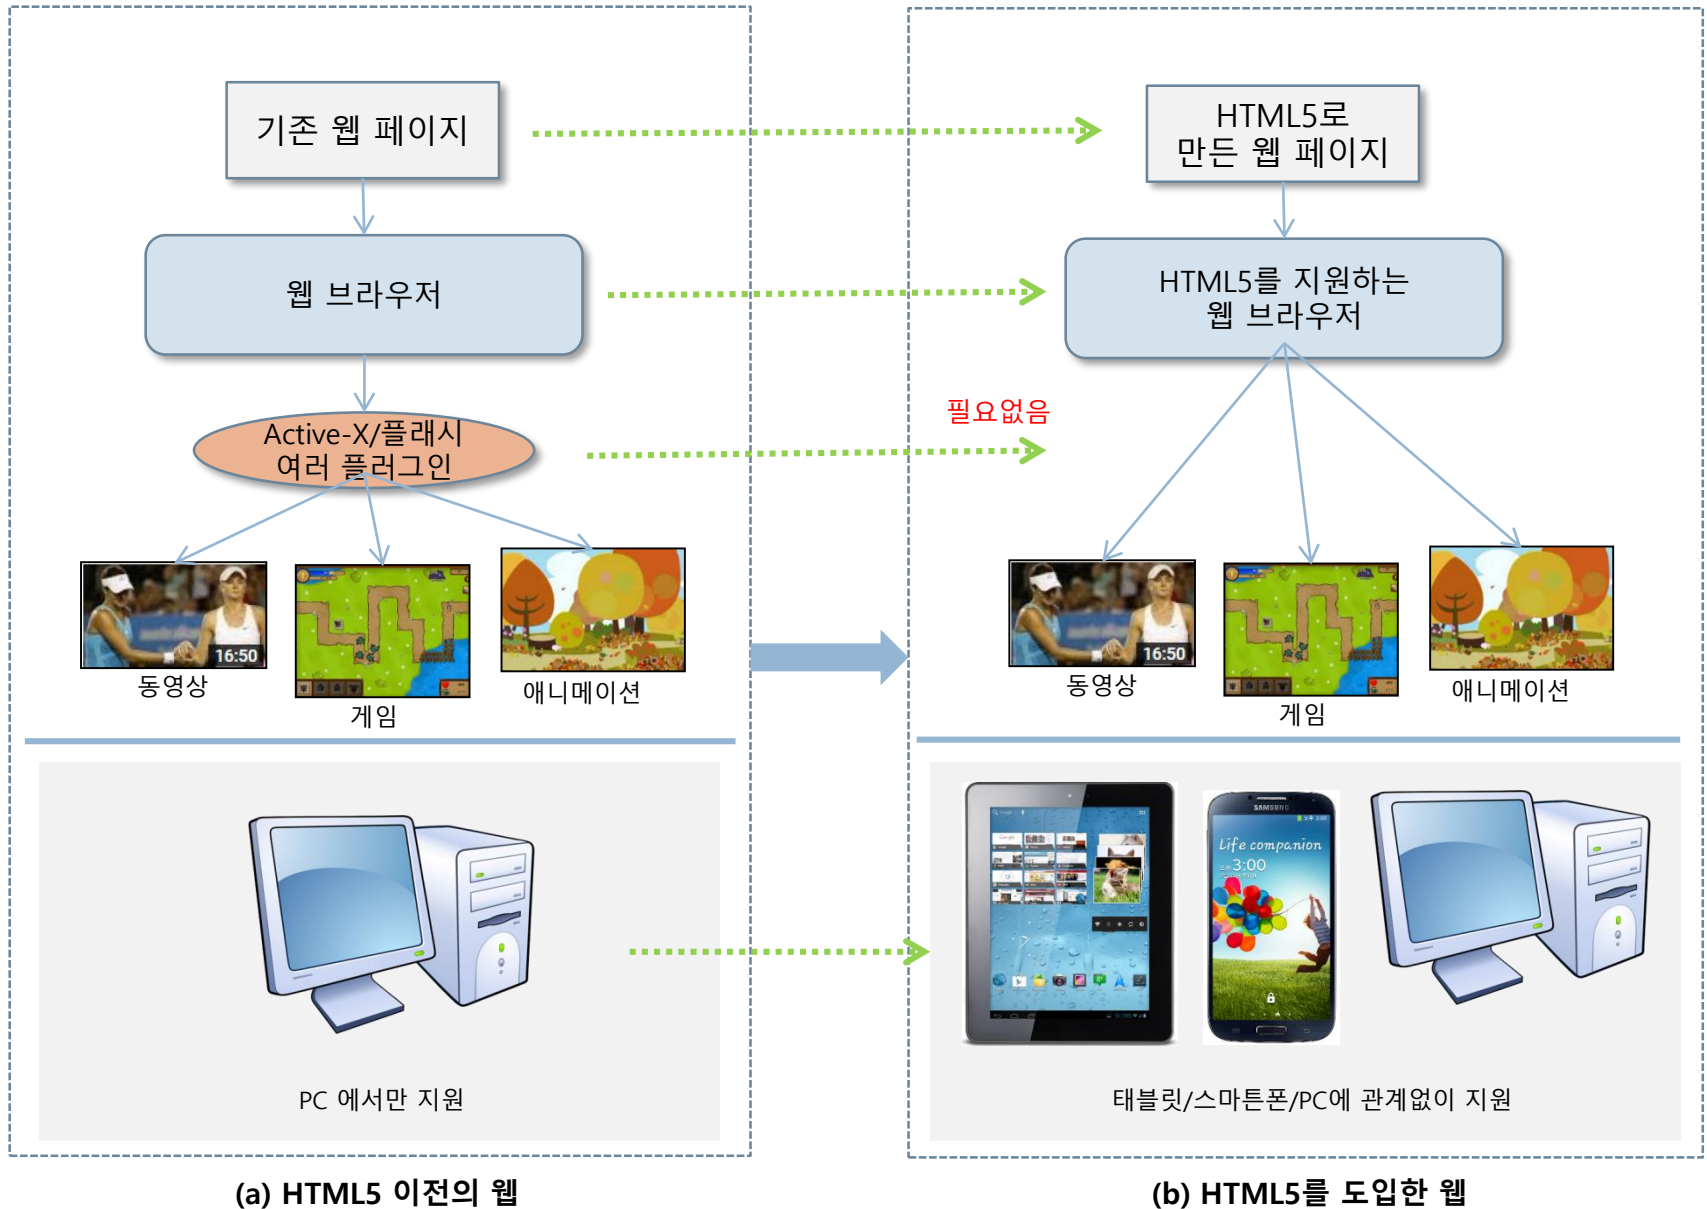 기존 웹 페이지
웹 브라우저
Active-X/플래시
여러 플러그인
16:50
동영상
게임
애니메이션
PC 에서만 지원
(a) HTML5 이전의 웹
필요없음
HTML5로
만든 웹 페이지
HTML5를 지원하는
웹 브라우저
16:50
동영상
게임
애니메이션
SAMSUNG
Life companion
3:00
태블릿/스마튼폰/PC에 관계없이 지원
(b) HTML5를 도입한 웹